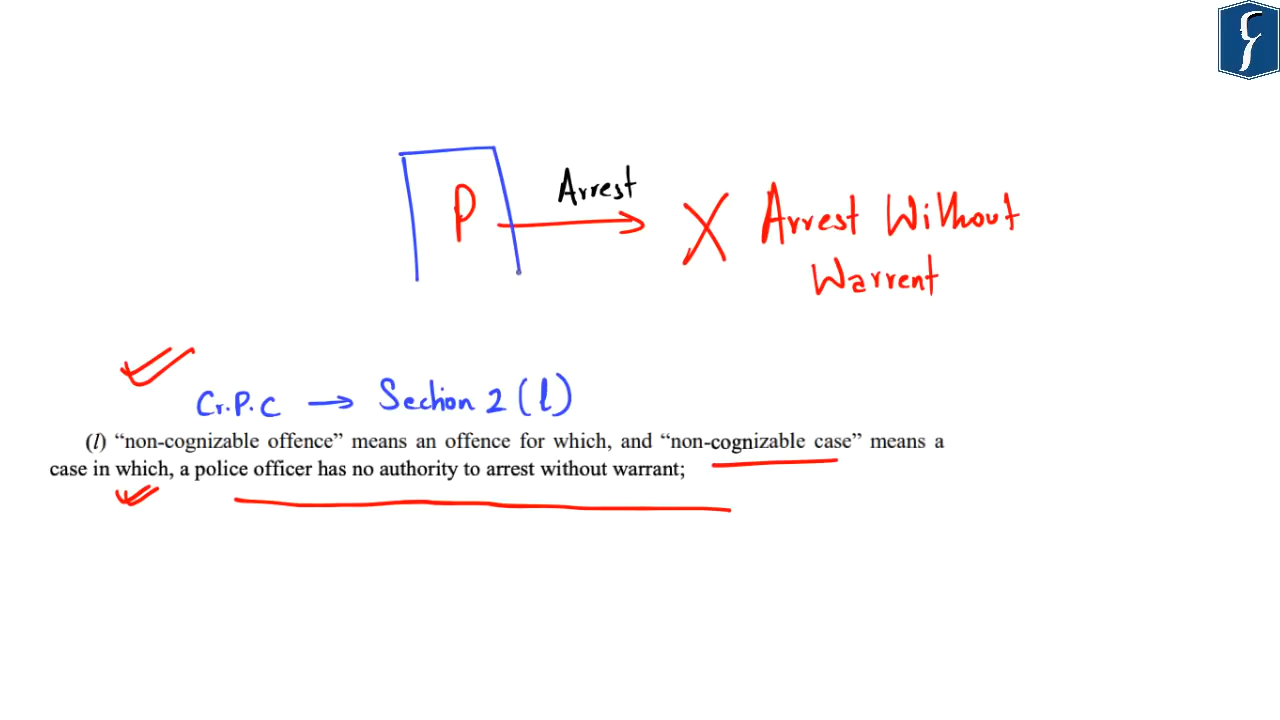 Arrest
P X Arrest Without
Warrent
Cr.P.C → Section 2 (l)
(l) “non-cognizable offence” means an offence for which, and “non-cognizable case” means a
case in which, a police officer has no authority to arrest without warrant;